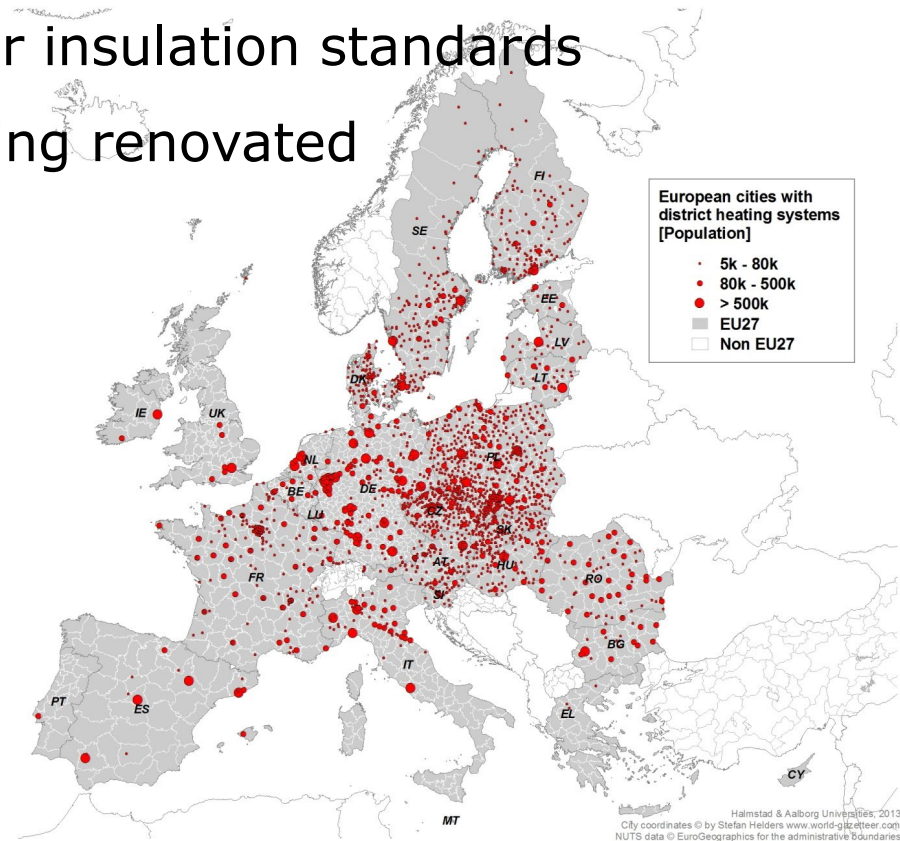 r insulation standards
ng renovated
European cities with
district heating systems
[Population]
5k - 80k
80k - 500k
> 500k
EU27
Non EU27
FI
SE
EE
LV
LT
DK
IE
UK
NL
PL
BE
DE
LU
CZ
SK
FR
AT
HU
SI
RO
BG
IT
PT
ES
EL
CY
MT
Halmstad & Aalborg Universities, 2013
City coordinates © by Stefan Helders www.world-gazetteer.com
NUTS data © EuroGeographics for the administrative boundaries